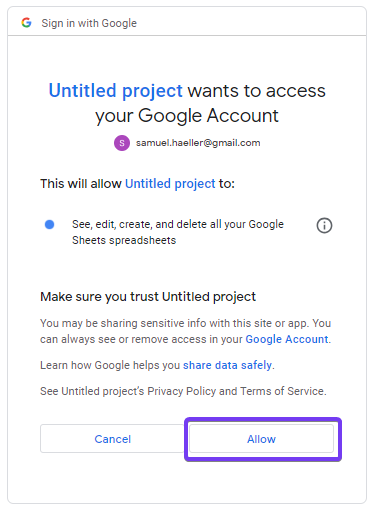 Sign in with Google
Untitled project wants to access
your Google Account
S samuel.haeller@gmail.com
This will allow Untitled project to:
See, edit, create, and delete all your Google
Sheets spreadsheets
Make sure you trust Untitled project
You may be sharing sensitive info with this site or app. You
can always see or remove access in your Google Account.
Learn how Google helps you share data safely.
See Untitled project's Privacy Policy and Terms of Service.
Cancel
Allow